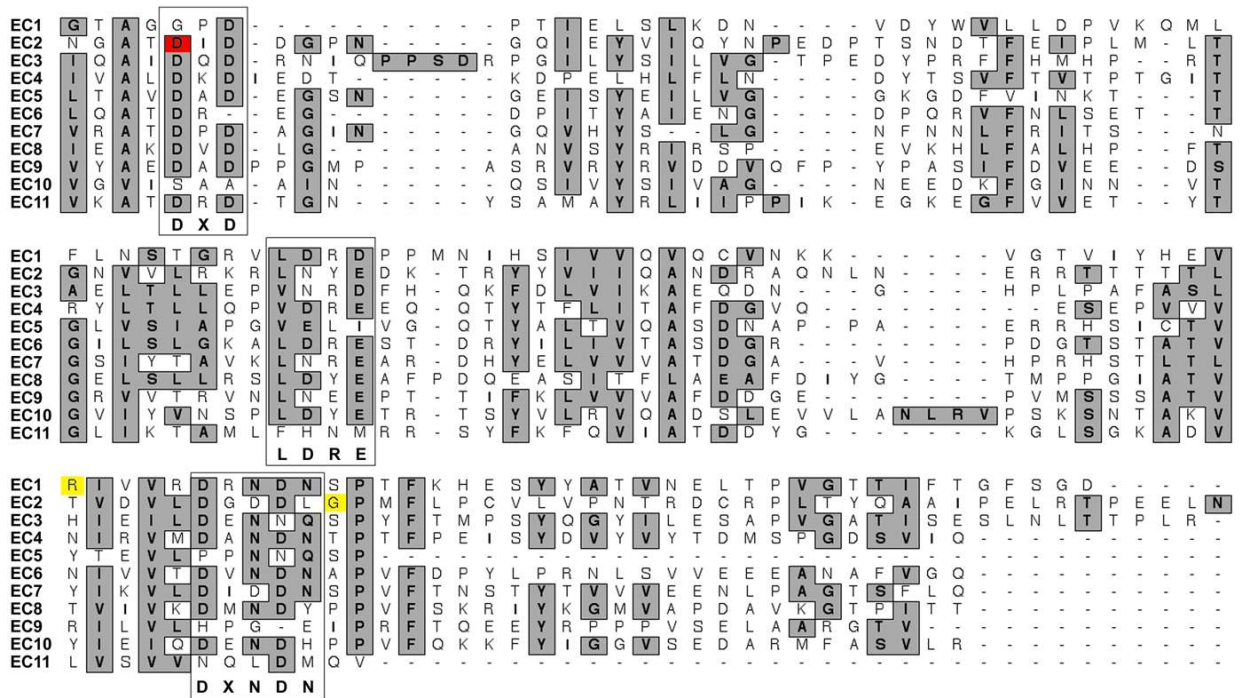 EC1 G T A G G P D - - - - - - - - - - P T I E L S L K D N - - - - V D Y W V L L D P V K Q M L
EC2 N G A T D I D - D G P N - - - - - G Q I E Y V I Q Y N P E D P T S N D T F E I P L M - L T
EC3 I Q A I D Q D - R N I Q P P S D R P G I L Y S I L V G - T P E D Y P R F F H M H P - R T
EC4 I V A L D K D I E D T - - - - - - K D P E L H L F L N - - - - D Y T S V F T V T P T G I T
EC5 L T A V D A D - E G S N - - - - - G E I S Y E I L V G - - - - G K G D F V I N K T - - - T
EC6 L Q A T D R - - E G - - - - - - - D P I T Y A I E N G - - - - D P Q R V F N L S E T - - T
EC7 V R A T D P D - A G I N - - - - - G Q V H Y S - - L G - - - - N F N N L F R I T S - - - N
EC8 I E A K D V D - L G - - - - - - - A N V S Y R I R S P - - - - E V K H L F A L H P - - F T
EC9 V Y A E D A D P P G M P - - - - A S R V R Y R V D D V Q F P - Y P A S I F D V E E - - D S
EC10 V G V I S A A - A I N - - - - - - Q S I V Y S I V A G - - - - N E E D K F G I N N - - V T
EC11 V K A T D R D - T G N - - - - - Y S A M A Y R L I I P P I K - E G K E G F V V E T - - Y T
D X D
EC1 F L N S T G R V L D R D P P M N I H S I V V Q V Q C V N K K - - - - - - V G T V I Y H E V
EC2 G N V V L R K R L N Y E D K - T R Y Y V I I Q A N D R A Q N L N - - - - E R R T T T T T L
EC3 A E L T L L E P V N R D F H - Q K F D L V I K A E Q D N - - - - G - - - - H P L P A F A S L
EC4 R Y L T L L Q P V D R E E Q - Q T Y T F L I T A F D G V Q - - - - - - - - E S E P V V V
EC5 G L V S I A P G V E L I V G - Q T Y A L T V Q A S D N A P - P A - - - - E R R H S I C T V
EC6 G I L S L G K A L D R E S T - D R Y I L I V T A S D G R - - - - - - - - P D G T S T A T V
EC7 G S I Y T A V K L N R E A R - D H Y E L V V V A T D G A - - - - V - - - - H P R H S T L T L
EC8 G E L S L L R S L D Y E A F P D Q E A S I T F L A E A F D I Y G - - - - - T M P P G I A T V
EC9 G R V V T R V N L N E E P T - T I F K L V V V A F D D G E - - - - - - - P V M S S S A T V
EC10 G V I Y V N S P L D Y E T R - T S Y V L R V Q A D S L E V V L A N L R V P S K S N T A K V
EC11 G L I K T A M L F H N M R R - S Y F K F Q V I A T D D Y G - - - - - - - K G L S G K A D V
L D R E
EC1 R I V V R D R N D N S P T F K H E S Y Y A T V N E L T P V G T T I F T G F S G D - - - - -
EC2 T V D V L D G D D L G P M F L P C V L V P N T R D C R P L T Y Q A A I P E L R T P E E L N
EC3 H I E I L D E N N Q S P Y F T M P S Y Q G Y I L E S A P V G A T I S E S L N L T T P L R -
EC4 N I R V M D A N D N T P T F P E I S Y D V Y V Y T D M S P G D S V I Q - - - - - - - - - -
EC5 Y T E V L P P N N Q S P - - - - - - - - - - - - - - - - - - - - - - - - - - - - - - - - -
EC6 N I V V T D V N D N A P V F D P Y L P R N L S V V E E E A N A F V G Q - - - - - - - - - -
EC7 Y I K V L D I D D N S P V F T N S T Y T V V V E E N L P A G T S F L Q - - - - - - - - - -
EC8 T V I V K D M N D Y P P V F S K R I Y K G M V A P D A V K G T P I T T - - - - - - - - - -
EC9 R I L V L H P G - E I P R F T Q E E Y R P P P V S E L A A R G T V - - - - - - - - - - - -
EC10 Y I E I Q D E N D H P P V F Q K K F Y I G G V S E D A R M F A S V L R - - - - - - - - - -
EC11 L V S V V N Q L D M Q V - - - - - - - - - - - - - - - - - - - - - - - - - - - - - - - - -
D X N D N